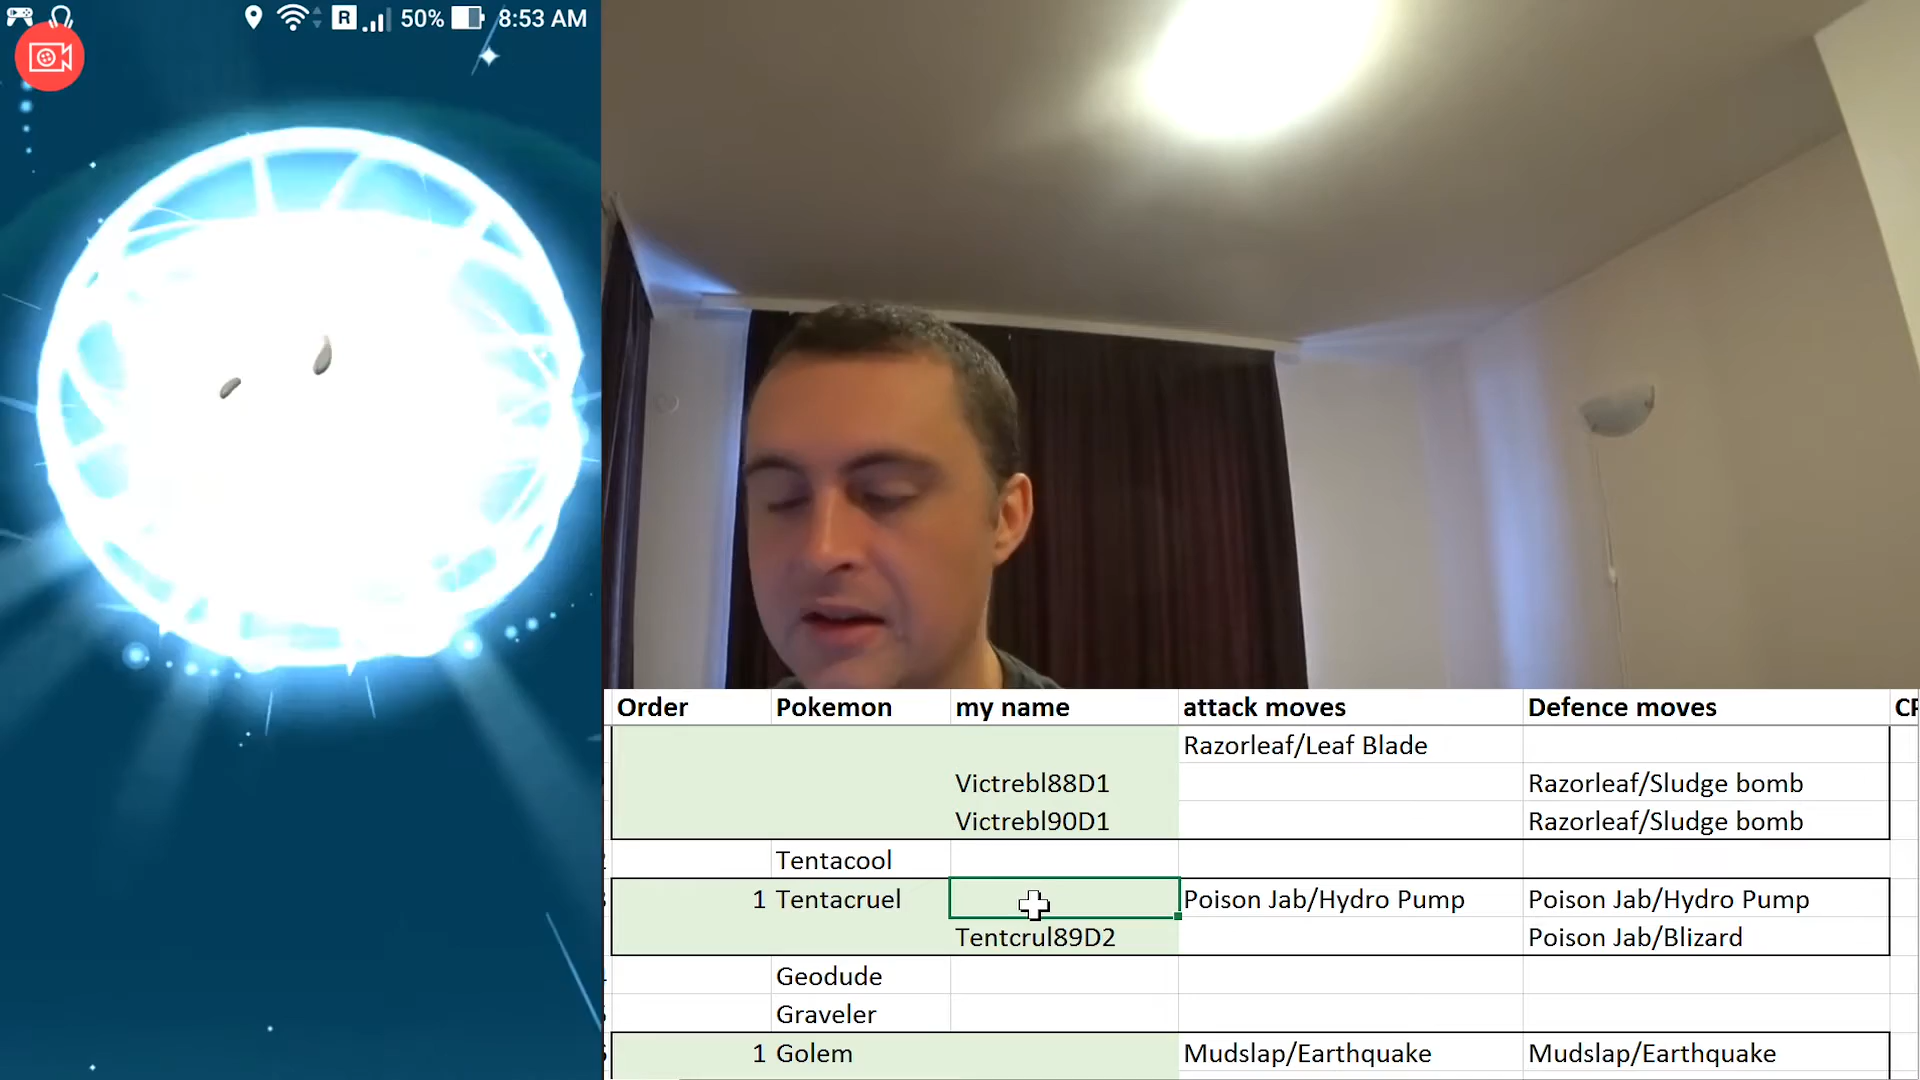 R 50% 8:53 AM
Order Pokemon my name attack moves Defence moves
Razorleaf/Leaf Blade
Victrebl88D1 Razorleaf/Sludge bomb
Victrebl90D1 Razorleaf/Sludge bomb
Tentacool
1 Tentacruel Poison Jab/Hydro Pump Poison Jab/Hydro Pump
Tentcrul89D2 Poison Jab/Blizard
Geodude
Graveler
1 Golem Mudslap/Earthquake Mudslap/Earthquake